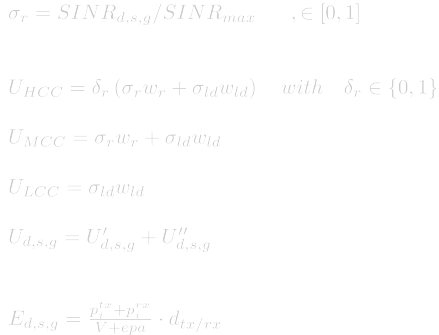 σ_r = SINR_{d,s,g}/SINR_{max} , ∈ [0, 1]
U_{HCC} = δ_r (σ_r w_r + σ_{ld} w_{ld}) with δ_r ∈ {0, 1}
U_{MCC} = σ_r w_r + σ_{ld} w_{ld}
U_{LCC} = σ_{ld} w_{ld}
U_{d,s,g} = U'_{d,s,g} + U''_{d,s,g}
E_{d,s,g} = \frac{p_i^{tx} + p_i^{rx}}{V + epa} · d_{tx/rx}